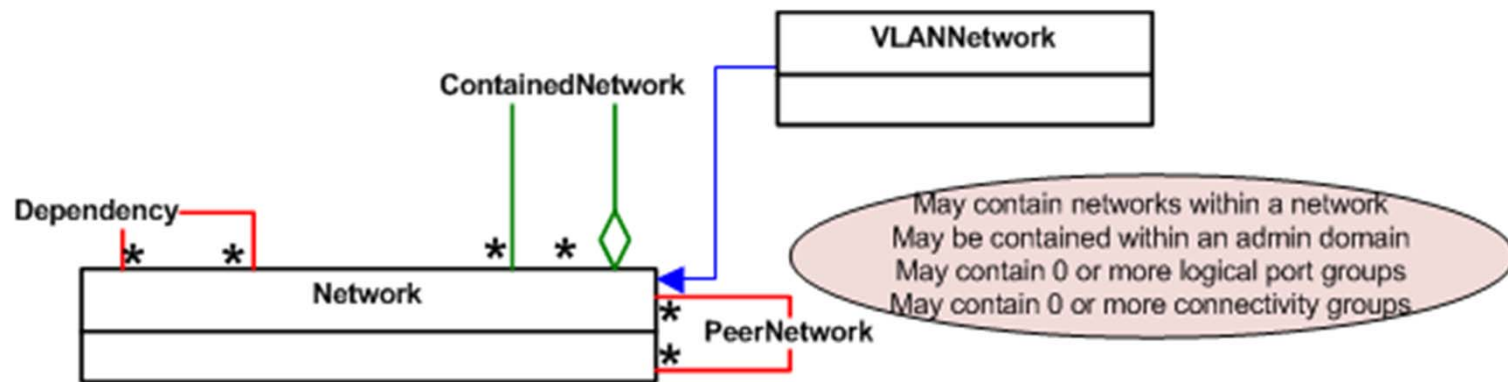 VLANNetwork
ContainedNetwork
Dependency
* * * *
Network
*
PeerNetwork
*
May contain networks within a network
May be contained within an admin domain
May contain 0 or more logical port groups
May contain 0 or more connectivity groups